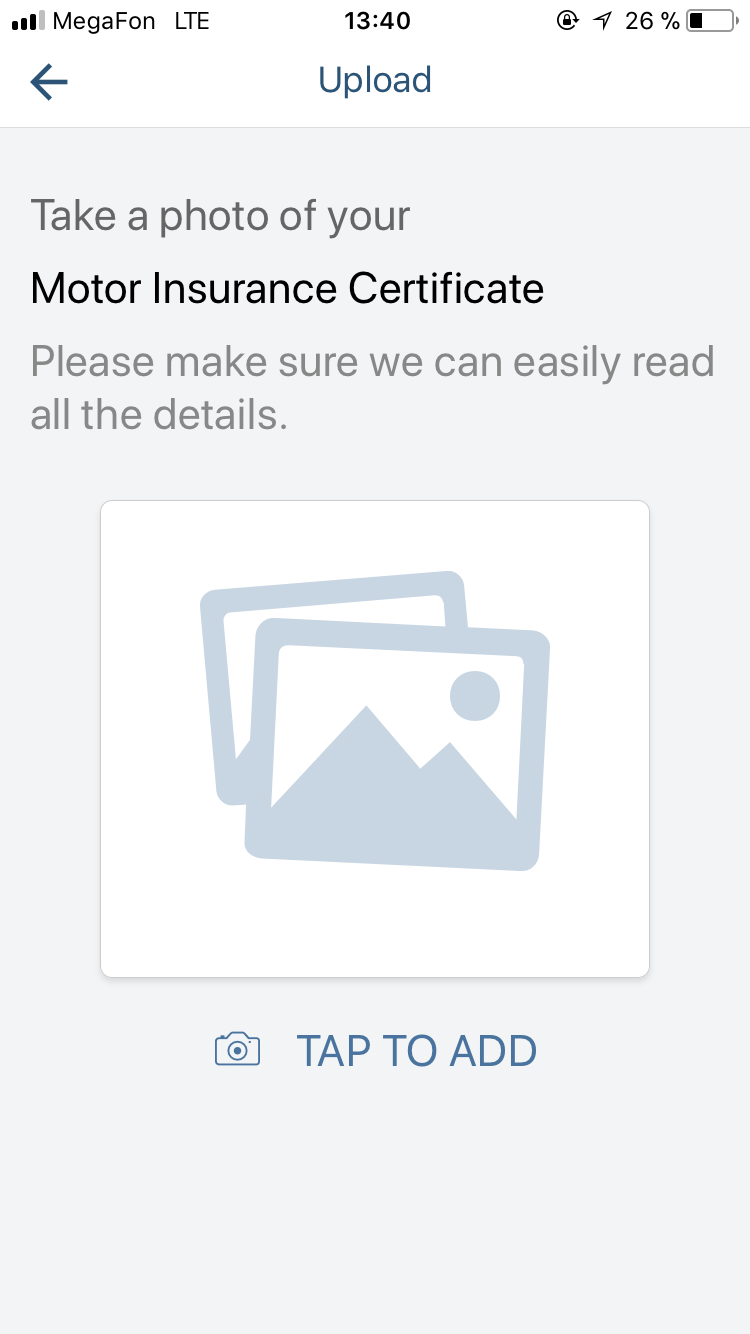 MegaFon LTE 13:40 26 %
Upload
Take a photo of your
Motor Insurance Certificate
Please make sure we can easily read
all the details.
TAP TO ADD